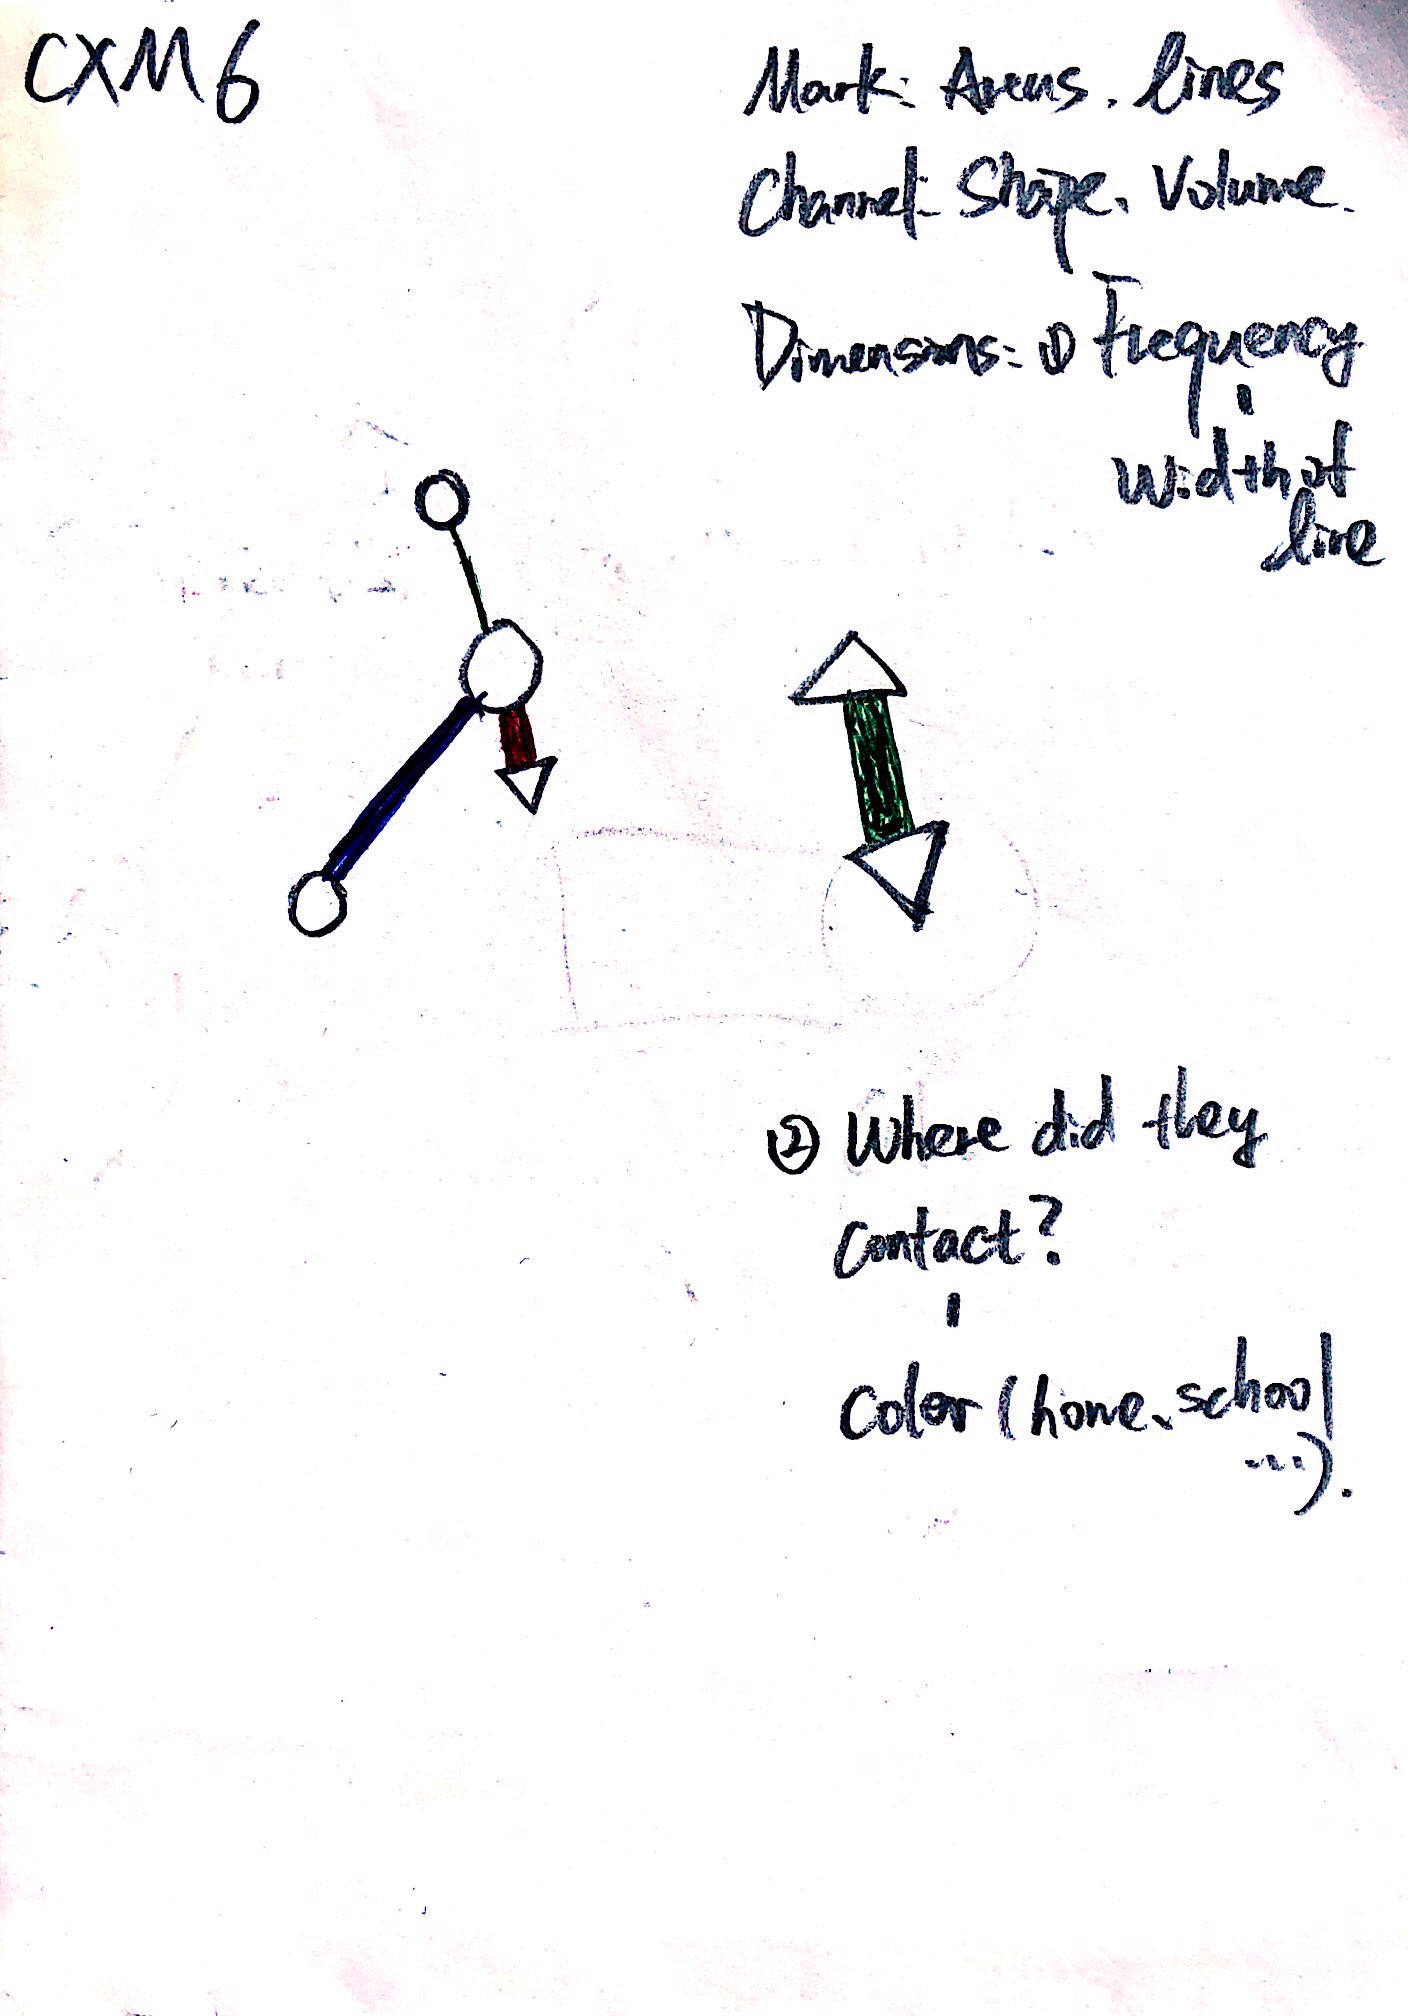 CXM6
Mark: Areas. lines
Channel: Shape. Volume.
Dimensions: ① Frequency
Width of
line
② Where did they
contact?
Color (home、school
...).